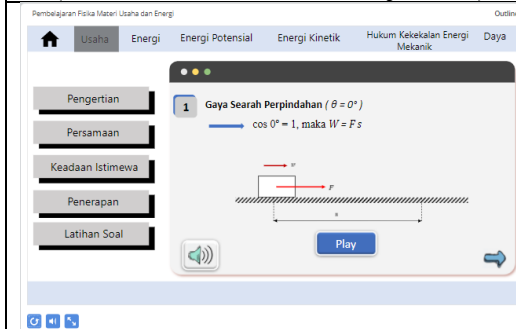 Pembelajaran Fisika Materi Usaha dan Energi
Outline
Usaha
Energi
Energi Potensial
Energi Kinetik
Hukum Kekekalan Energi
Mekanik
Daya
Pengertian
Persamaan
Keadaan Istimewa
Penerapan
Latihan Soal
1 Gaya Searah Perpindahan ( θ = 0° )
cos 0° = 1, maka W = F s
F
s
Play